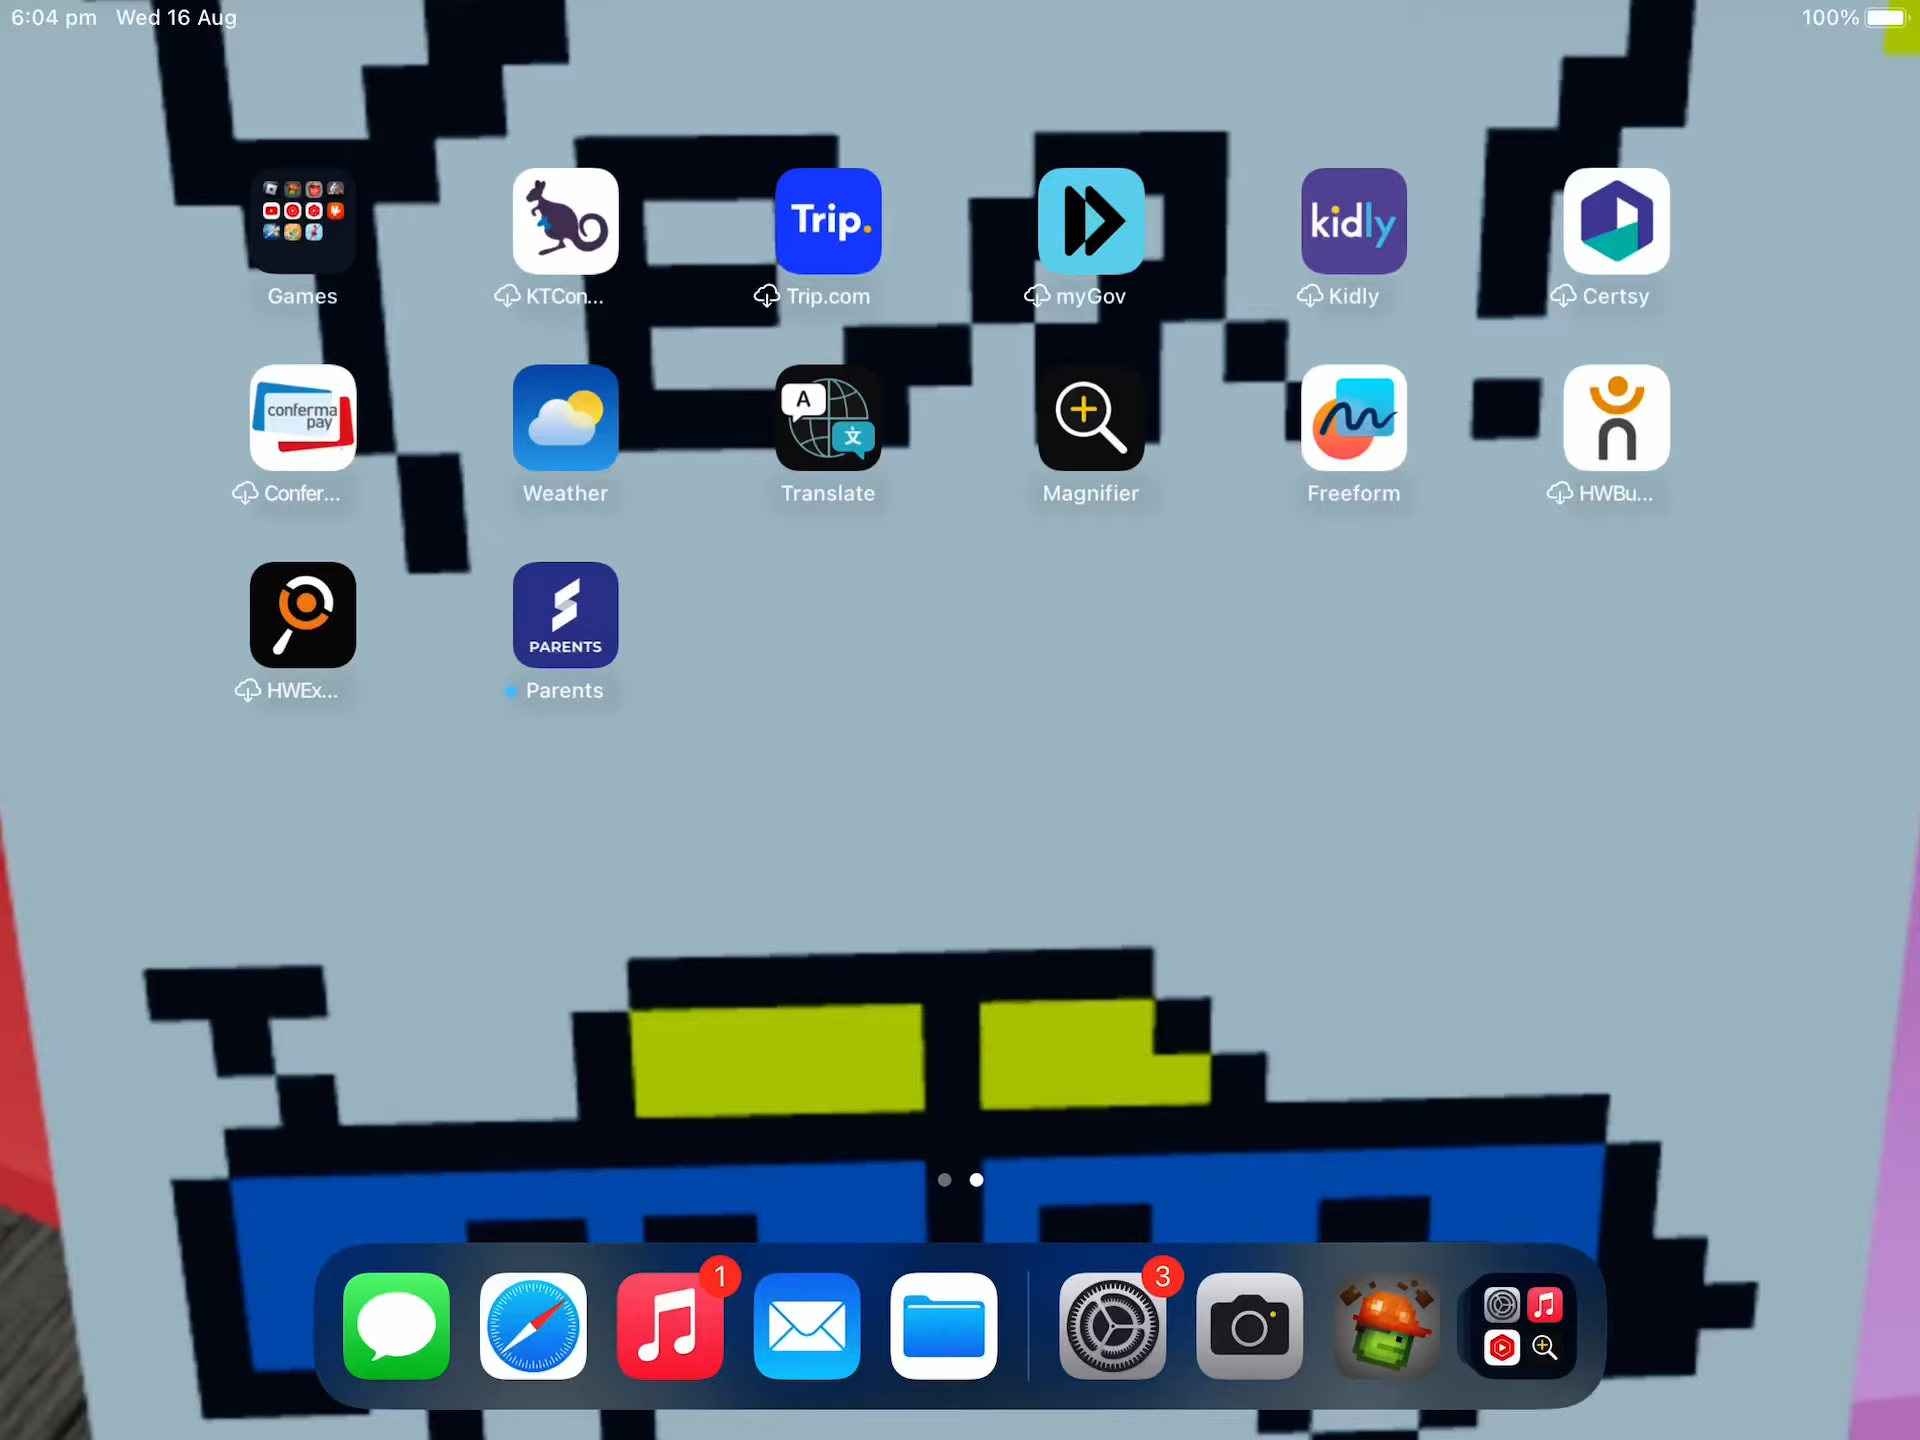 6:04 pm Wed 16 Aug
100%
YEA!
Trip.
kidly
Games
KTCon...
Trip.com
myGov
Kidly
Certsy
conferma
pay
A
文
Confer...
Weather
Translate
Magnifier
Freeform
HWBu...
PARENTS
HWEx...
Parents
1
3